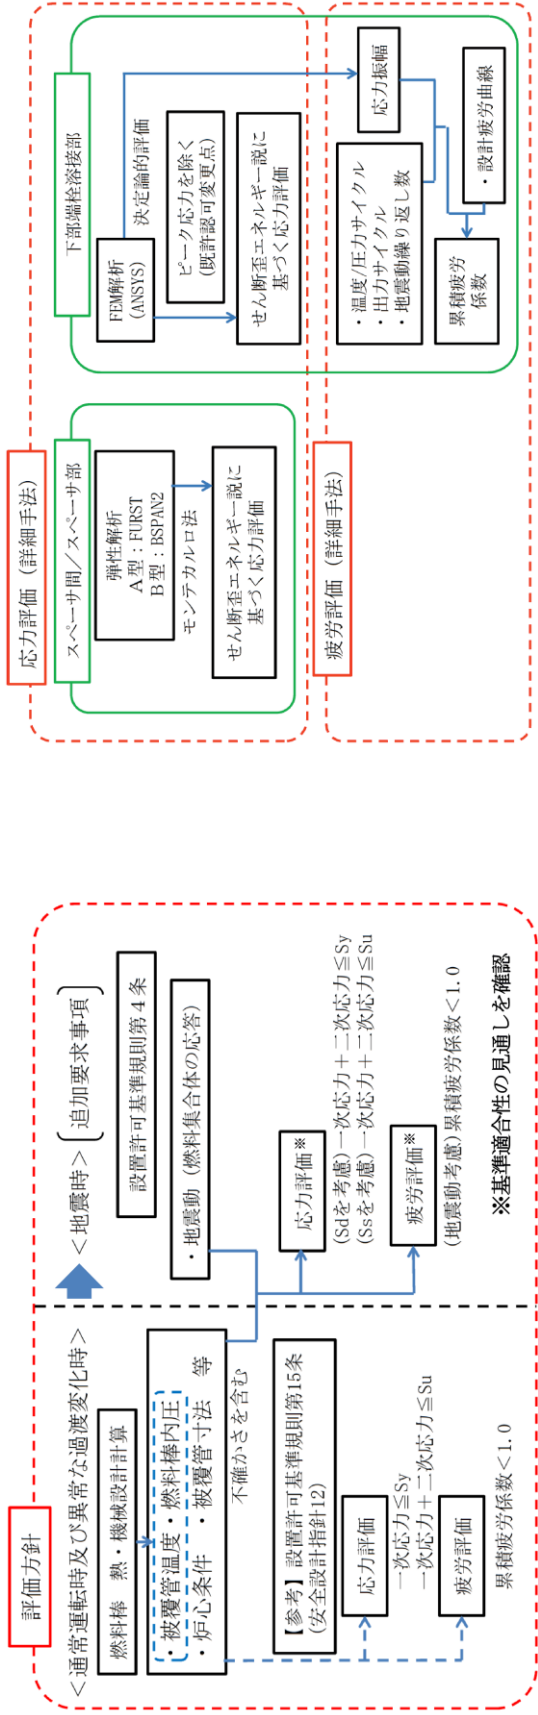 評価方針
＜通常運転時及び異常な過渡変化時＞
燃料棒　熱・機械設計計算
・被覆管温度・燃料棒内圧
・炉心条件　・被覆管寸法　等
不確かさを含む
【参考】設置許可基準規則第15条
(安全設計指針12)
応力評価
一次応力≦Sy
一次応力＋二次応力≦Su
疲労評価
累積疲労係数＜1.0
＜地震時＞
追加要求事項
設置許可基準規則第４条
・地震動（燃料集合体の応答）
応力評価※
(Sdを考慮)一次応力＋二次応力≦Sy
(Ssを考慮)一次応力＋二次応力≦Su
疲労評価※
(地震動考慮)累積疲労係数＜1.0
※基準適合性の見通しを確認
応力評価（詳細手法）
スペーサ間／スペーサ部
弾性解析
Ａ型：FURST
Ｂ型：BSPAN2
モンテカルロ法
せん断歪エネルギー説に
基づく応力評価
下部端栓溶接部
FEM解析
(ANSYS)
決定論的評価
ピーク応力を除く
(既許認可変更点)
せん断歪エネルギー説に
基づく応力評価
疲労評価（詳細手法）
・温度/圧力サイクル
・出力サイクル
・地震動繰り返し数
応力振幅
・設計疲労曲線
累積疲労
係数